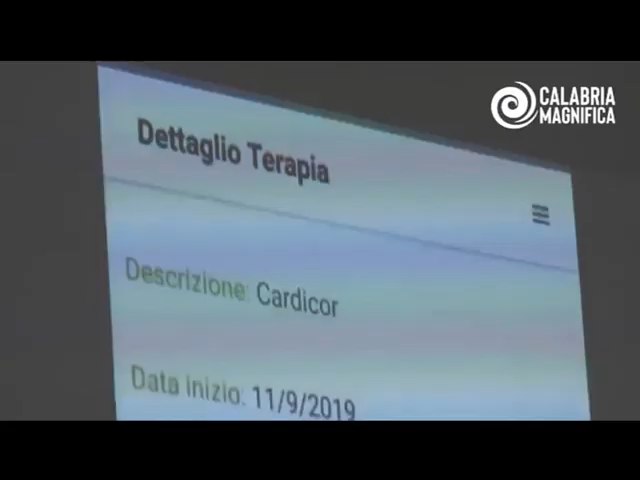 CALABRIA
MAGNIFICA
Dettaglio Terapia
Descrizione: Cardicor
Data inizio: 11/9/2019